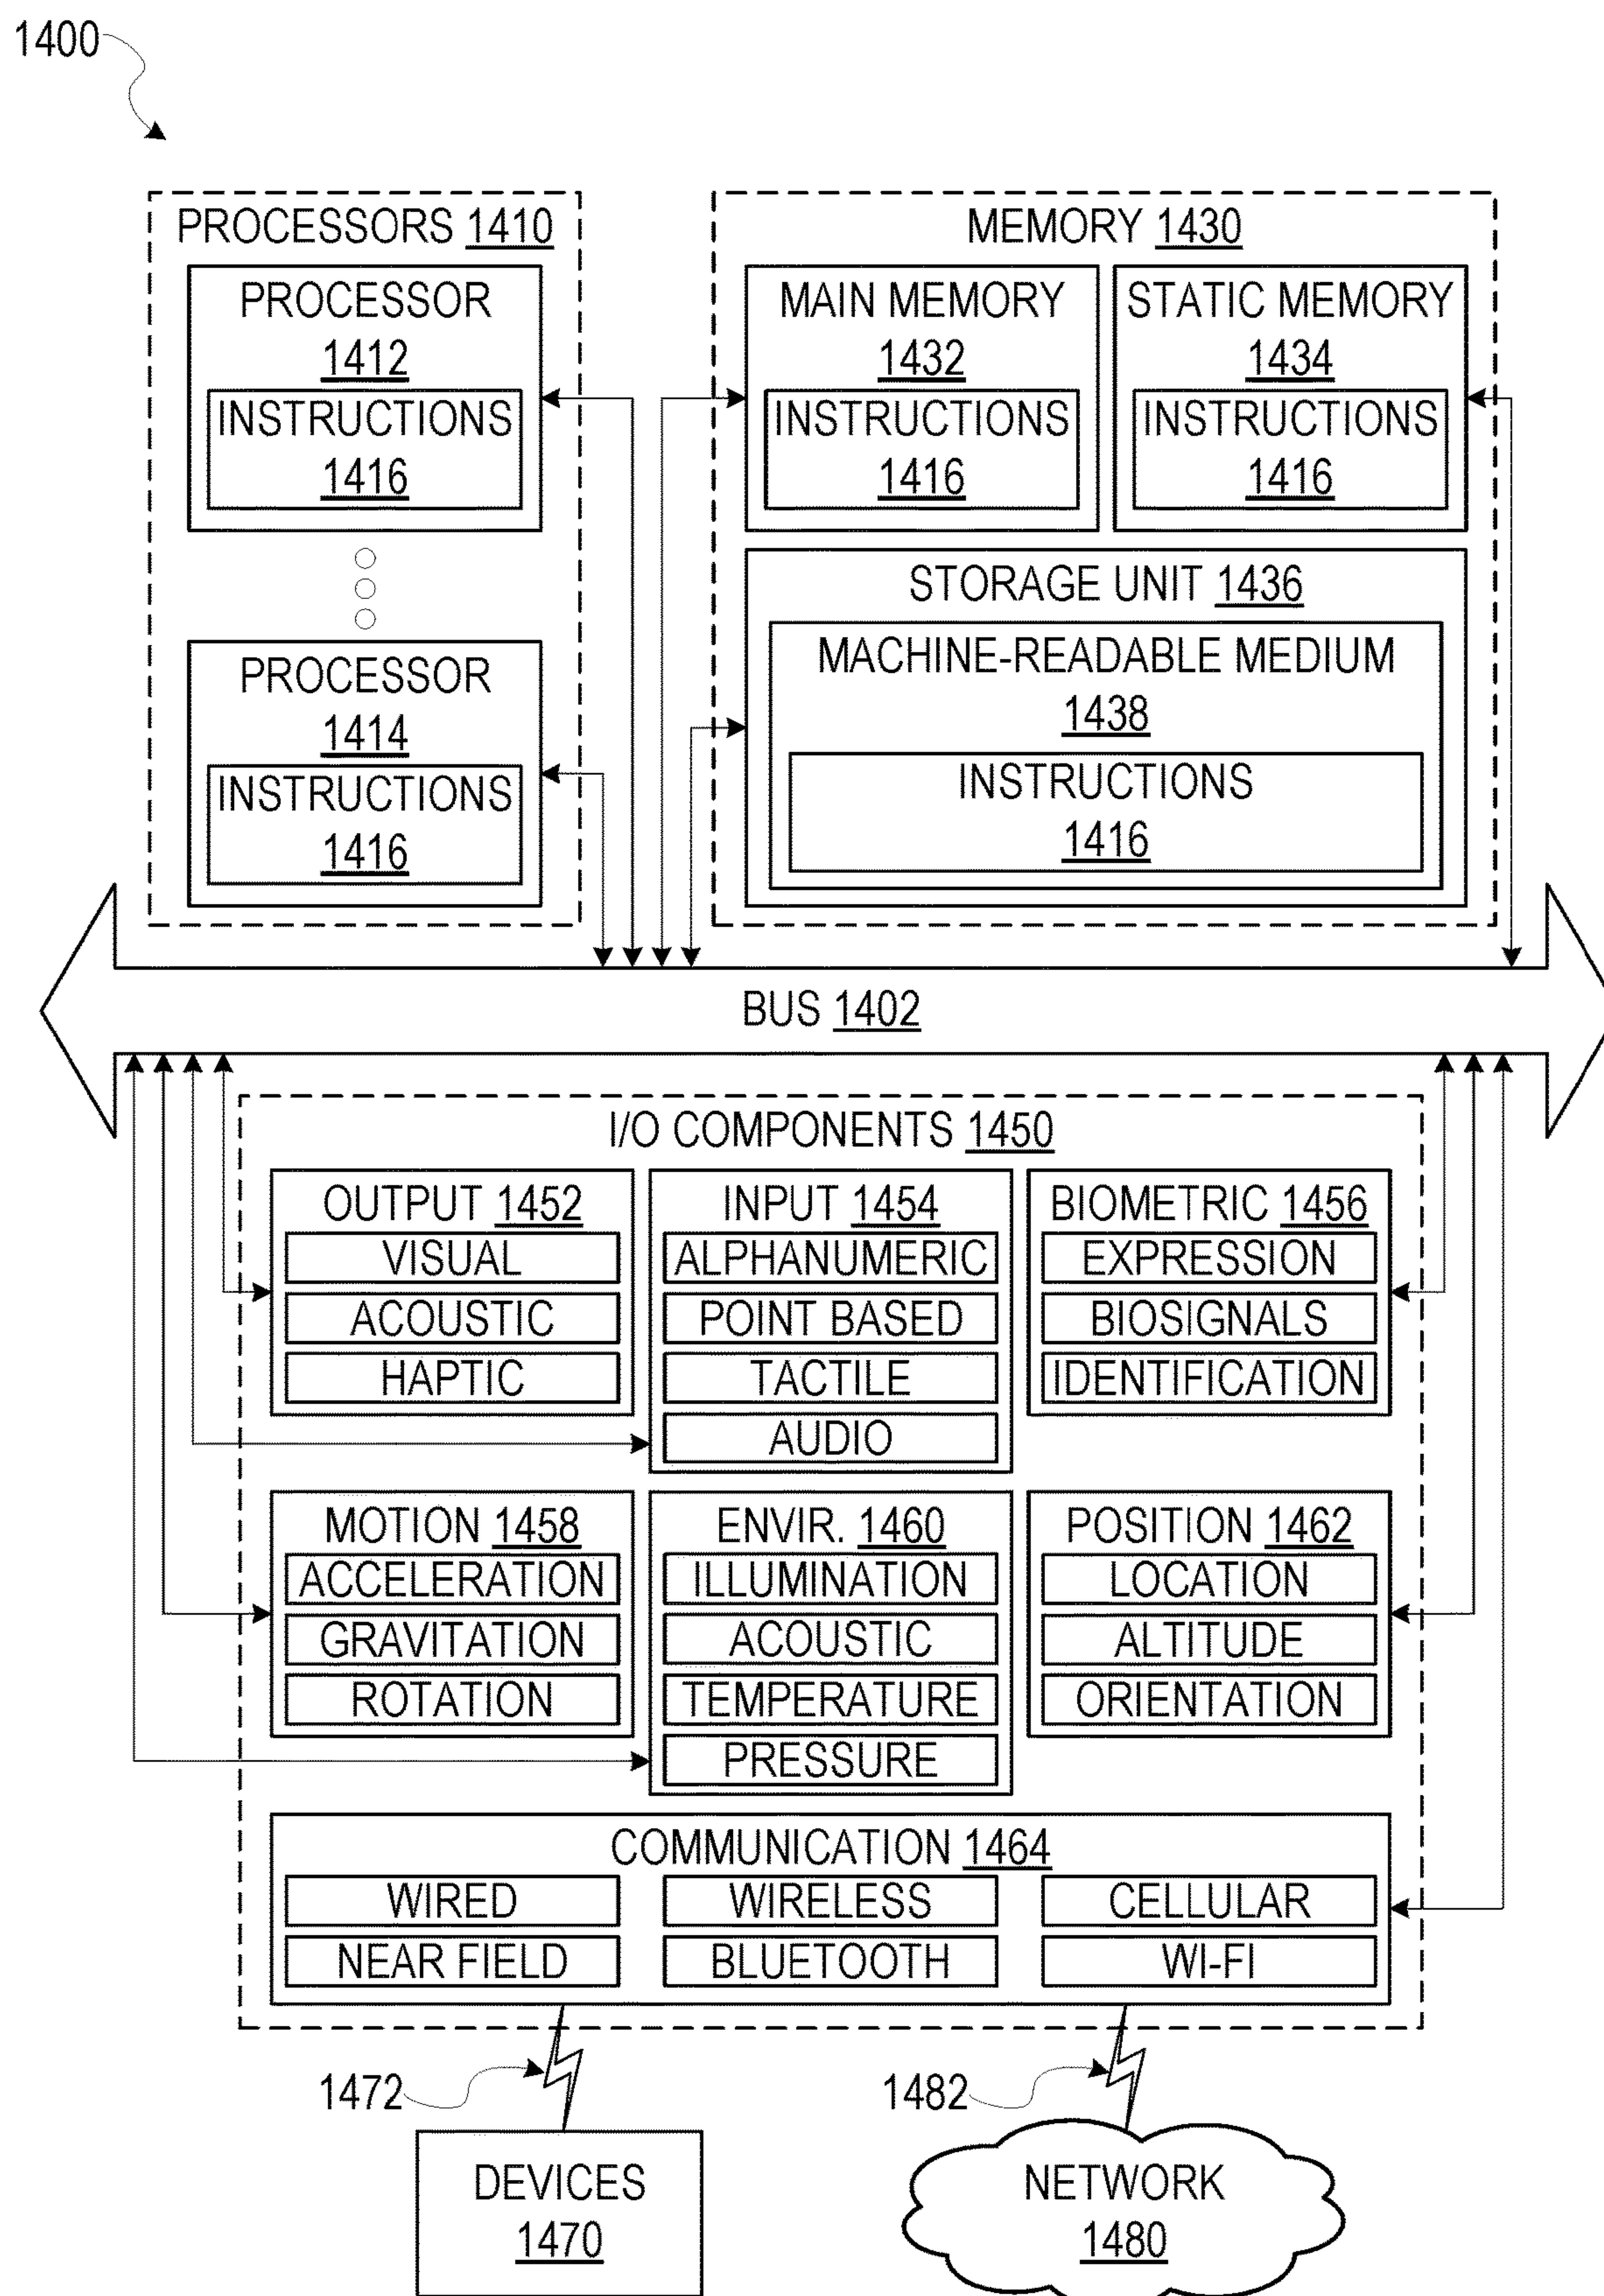 1400
PROCESSORS 1410
PROCESSOR
1412
INSTRUCTIONS
1416
PROCESSOR
1414
INSTRUCTIONS
1416
MEMORY 1430
MAIN MEMORY
1432
INSTRUCTIONS
1416
STATIC MEMORY
1434
INSTRUCTIONS
1416
STORAGE UNIT 1436
MACHINE-READABLE MEDIUM
1438
INSTRUCTIONS
1416
BUS 1402
I/O COMPONENTS 1450
OUTPUT 1452
VISUAL
ACOUSTIC
HAPTIC
INPUT 1454
ALPHANUMERIC
POINT BASED
TACTILE
AUDIO
BIOMETRIC 1456
EXPRESSION
BIOSIGNALS
IDENTIFICATION
MOTION 1458
ACCELERATION
GRAVITATION
ROTATION
ENVIR. 1460
ILLUMINATION
ACOUSTIC
TEMPERATURE
PRESSURE
POSITION 1462
LOCATION
ALTITUDE
ORIENTATION
COMMUNICATION 1464
WIRED
WIRELESS
CELLULAR
NEAR FIELD
BLUETOOTH
WI-FI
1472
1482
DEVICES
1470
NETWORK
1480